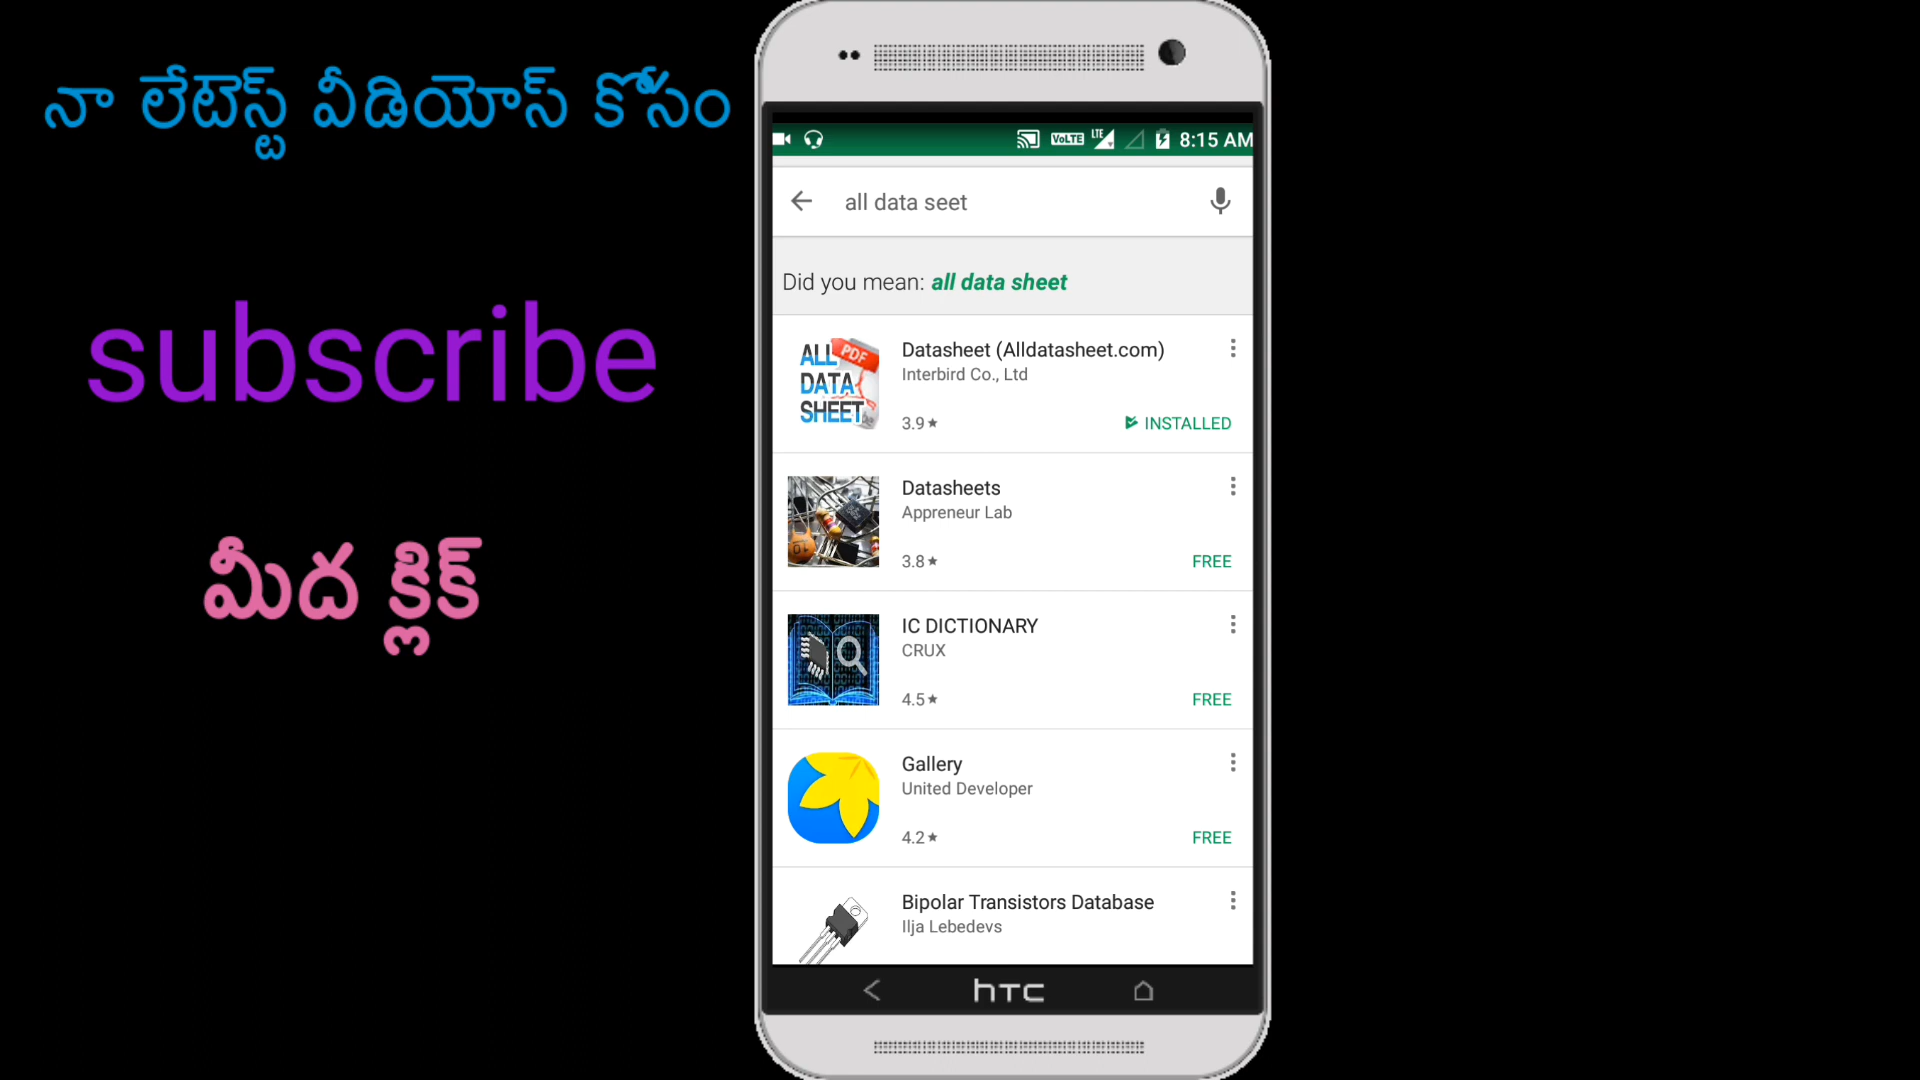 నా లేటెస్ట్ వీడియోస్ కోసం
subscribe
మీద క్లిక్
VoLTE LTE 8:15 AM
all data seet
Did you mean: all data sheet
ALL PDF
DATA
SHEET
Datasheet (Alldatasheet.com)
Interbird Co., Ltd
3.9★ INSTALLED
Datasheets
Appreneur Lab
3.8★ FREE
IC DICTIONARY
CRUX
4.5★ FREE
Gallery
United Developer
4.2★ FREE
Bipolar Transistors Database
Ilja Lebedevs
hTC